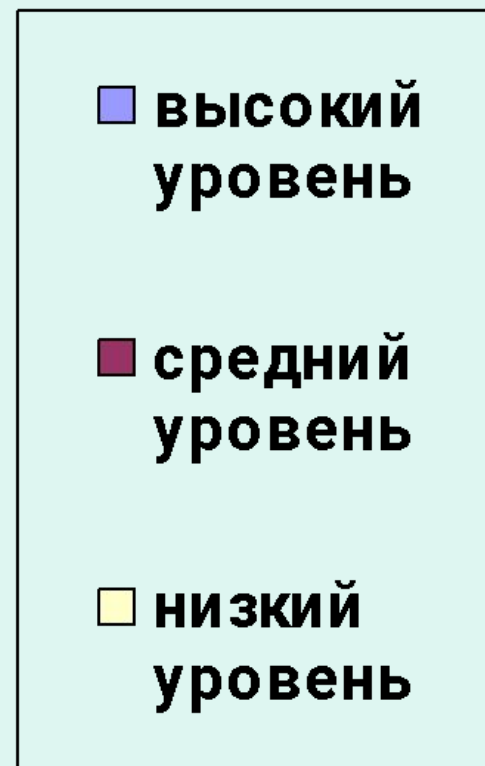 высокий
уровень
средний
уровень
низкий
уровень